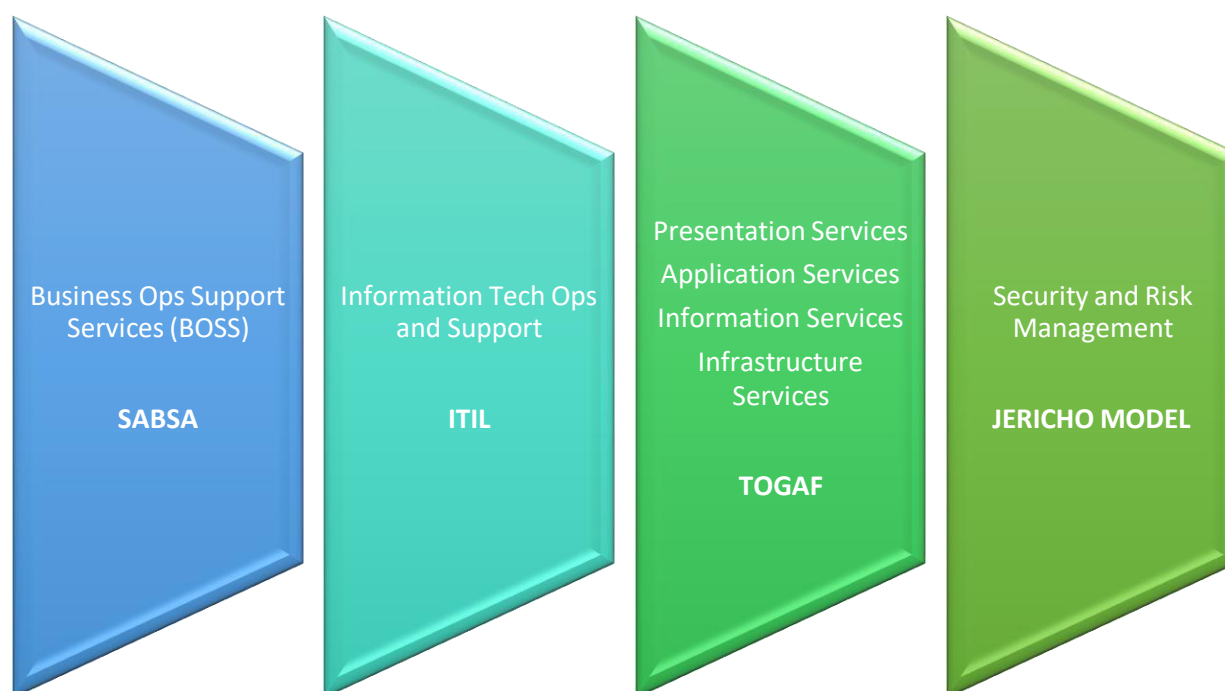 Business Ops Support
Services (BOSS)
SABSA
Information Tech Ops
and Support
ITIL
Presentation Services
Application Services
Information Services
Infrastructure
Services
TOGAF
Security and Risk
Management
JERICHO MODEL